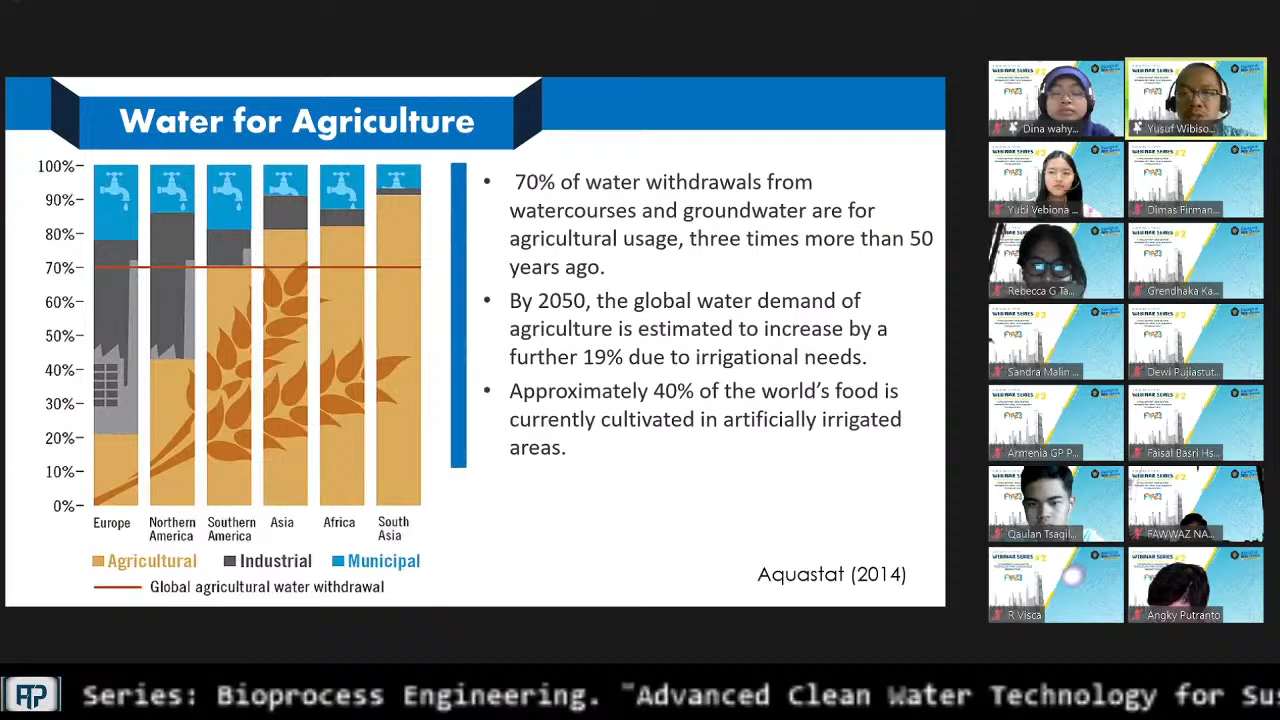 Water for Agriculture
100%
90%
80%
70%
60%
50%
40%
30%
20%
10%
0%
Europe
Northern
America
Southern
America
Asia
Africa
South
Asia
Agricultural Industrial Municipal
Global agricultural water withdrawal
• 70% of water withdrawals from
watercourses and groundwater are for
agricultural usage, three times more than 50
years ago.
• By 2050, the global water demand of
agriculture is estimated to increase by a
further 19% due to irrigational needs.
• Approximately 40% of the world's food is
currently cultivated in artificially irrigated
areas.
Aquastat (2014)
Dina wahy...
Yusuf Wibiso...
Yubi Vebiona ...
Dimas Firman...
Rebecca G Ta...
Grendhaka Ka...
Sandra Malin ...
Dewi Pujiastut...
Armenia GP P...
Faisal Basri Hs...
Qaulan Tsaqil...
FAWWAZ NA...
R Visca
Angky Putranto
WEBINAR SERIES #2
Series: Bioprocess Engineering. "Advanced Clean Water Technology for Sus